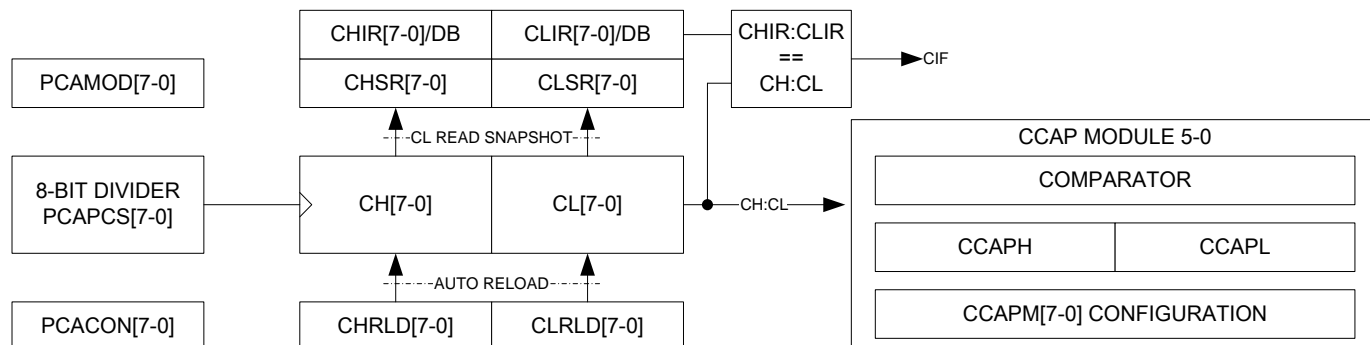 CHIR[7-0]/DB CLIR[7-0]/DB
CHIR:CLIR
==
CH:CL
CIF
PCAMOD[7-0]
CHSR[7-0] CLSR[7-0]
CL READ SNAPSHOT
8-BIT DIVIDER
PCAPCS[7-0]
CH[7-0] CL[7-0]
CH:CL
CCAP MODULE 5-0
COMPARATOR
CCAPH CCAPL
CCAPM[7-0] CONFIGURATION
AUTO RELOAD
PCACON[7-0]
CHRLD[7-0] CLRLD[7-0]